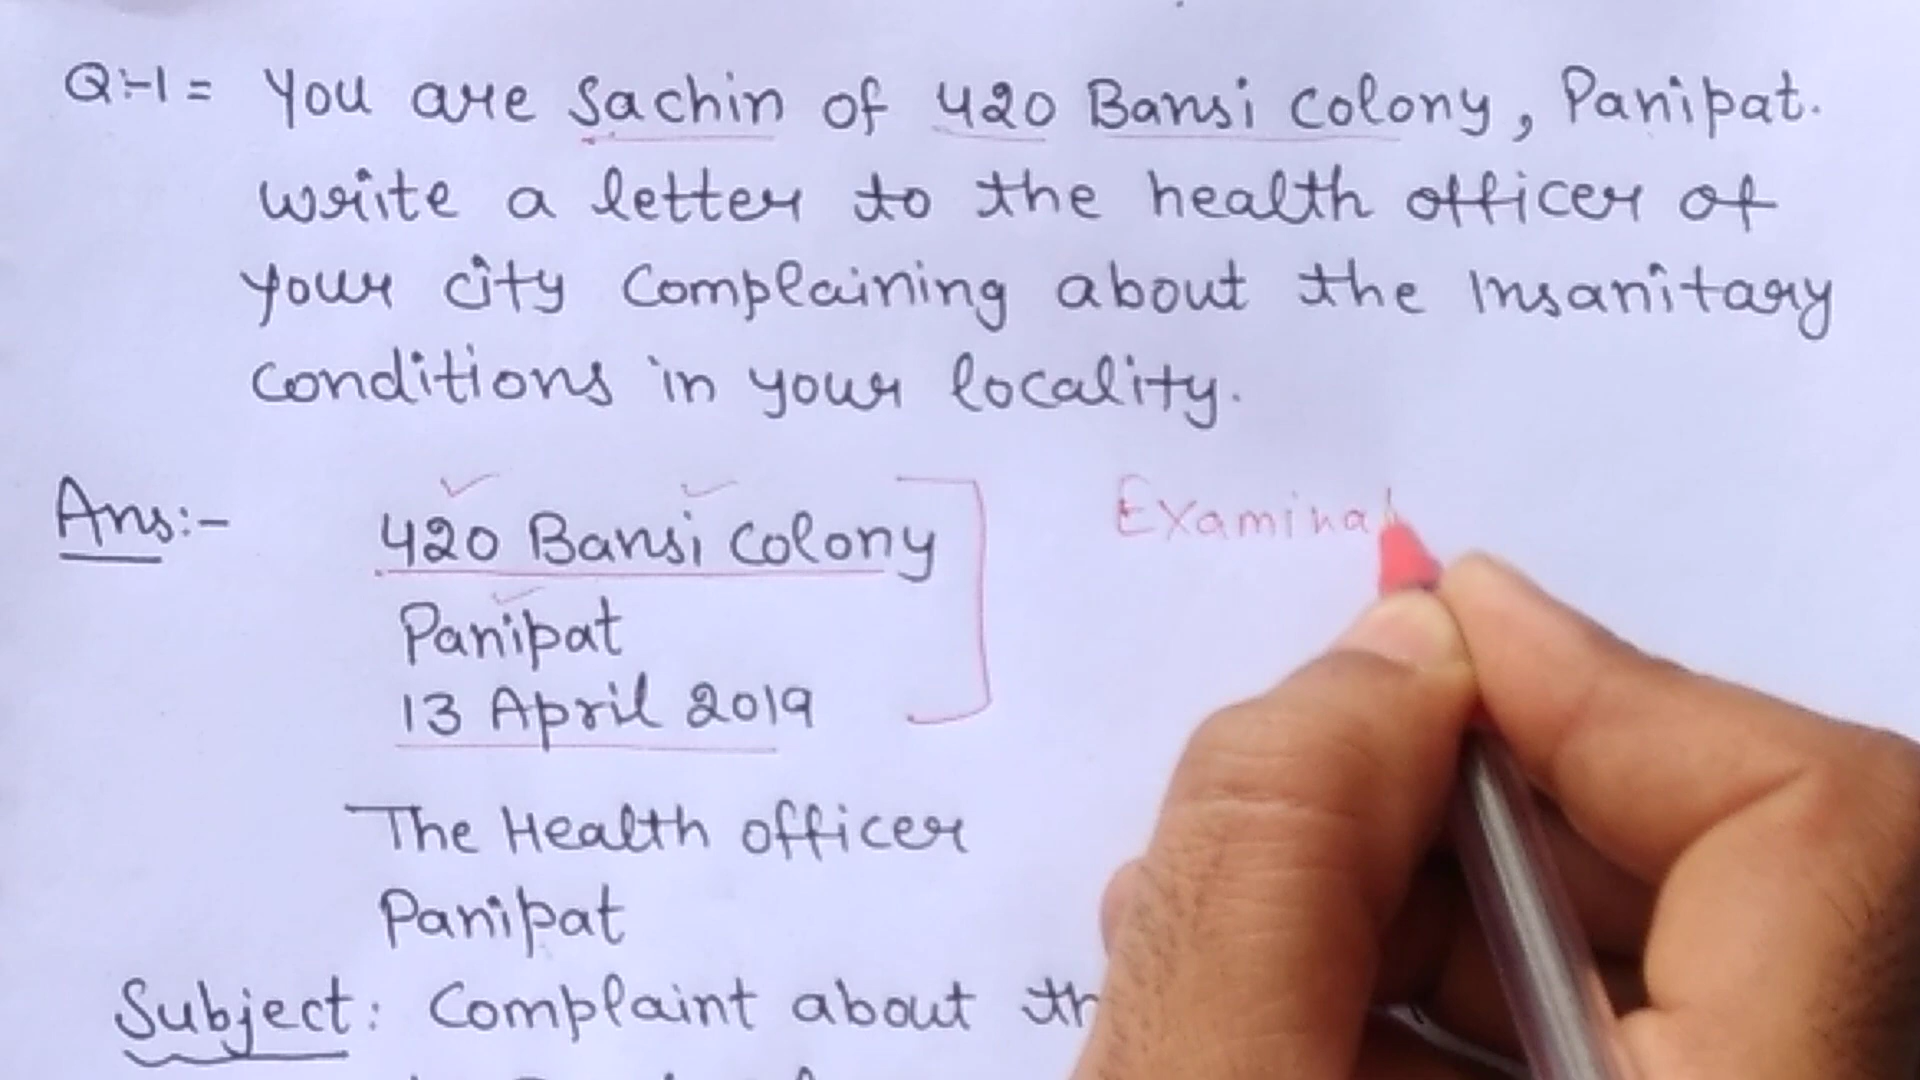 Q:-1= You are Sachin of 420 Bansi colony, Panipat.
write a letter to the health officer of
your city complaining about the insanitary
conditions in your locality.
Ans:- 420 Bansi colony
Examina
Panipat
13 April 2019
The Health officer
Panipat
Subject: Complaint about th